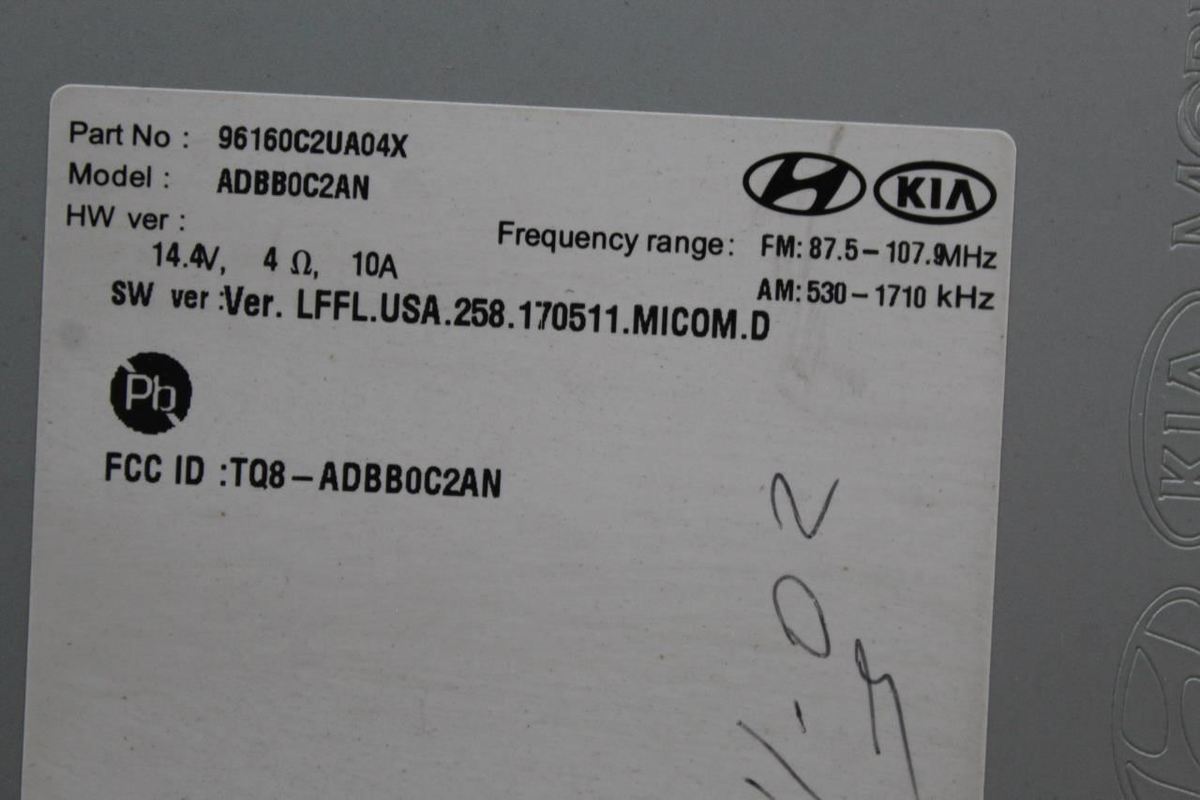 Part No : 96160C2UA04X
Model : ADBB0C2AN
HW ver :
14.4V, 4 Ω, 10A
SW ver :Ver. LFFL.USA.258.170511.MICOM.D
KIA
Frequency range: FM: 87.5-107.9MHz
AM: 530-1710 kHz
Pb
FCC ID :TQ8-ADBB0C2AN
KIA